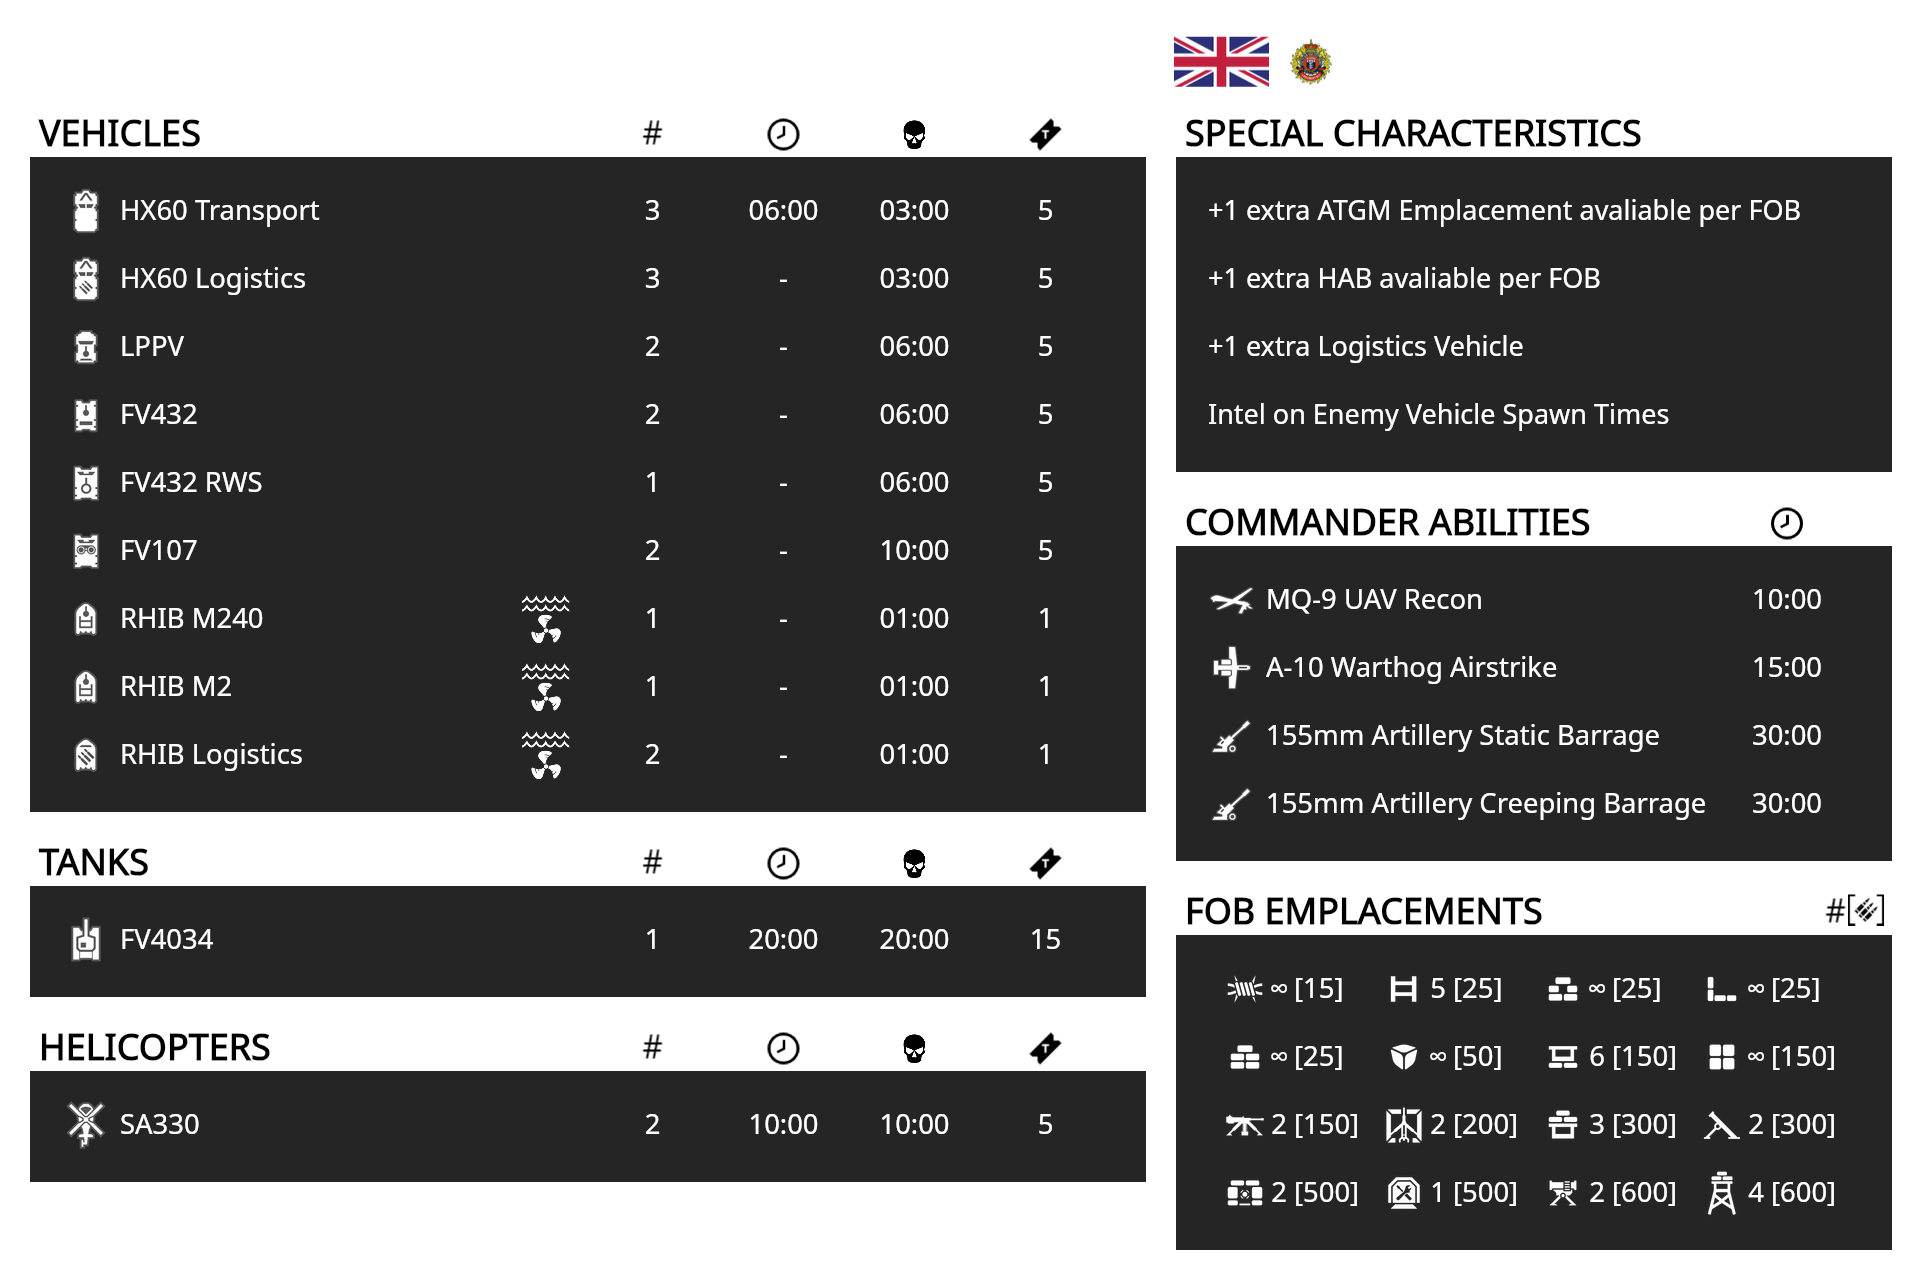 VEHICLES #
HX60 Transport 3 06:00 03:00 5
HX60 Logistics 3 - 03:00 5
LPPV 2 - 06:00 5
FV432 2 - 06:00 5
FV432 RWS 1 - 06:00 5
FV107 2 - 10:00 5
RHIB M240 1 - 01:00 1
RHIB M2 1 - 01:00 1
RHIB Logistics 2 - 01:00 1
TANKS # T
FV4034 1 20:00 20:00 15
HELICOPTERS # T
SA330 2 10:00 10:00 5
SPECIAL CHARACTERISTICS
+1 extra ATGM Emplacement avaliable per FOB
+1 extra HAB avaliable per FOB
+1 extra Logistics Vehicle
Intel on Enemy Vehicle Spawn Times
COMMANDER ABILITIES
MQ-9 UAV Recon 10:00
A-10 Warthog Airstrike 15:00
155mm Artillery Static Barrage 30:00
155mm Artillery Creeping Barrage 30:00
FOB EMPLACEMENTS #[ ]
∞ [15] 5 [25] ∞ [25] ∞ [25]
∞ [25] ∞ [50] 6 [150] ∞ [150]
2 [150] 2 [200] 3 [300] 2 [300]
2 [500] 1 [500] 2 [600] 4 [600]